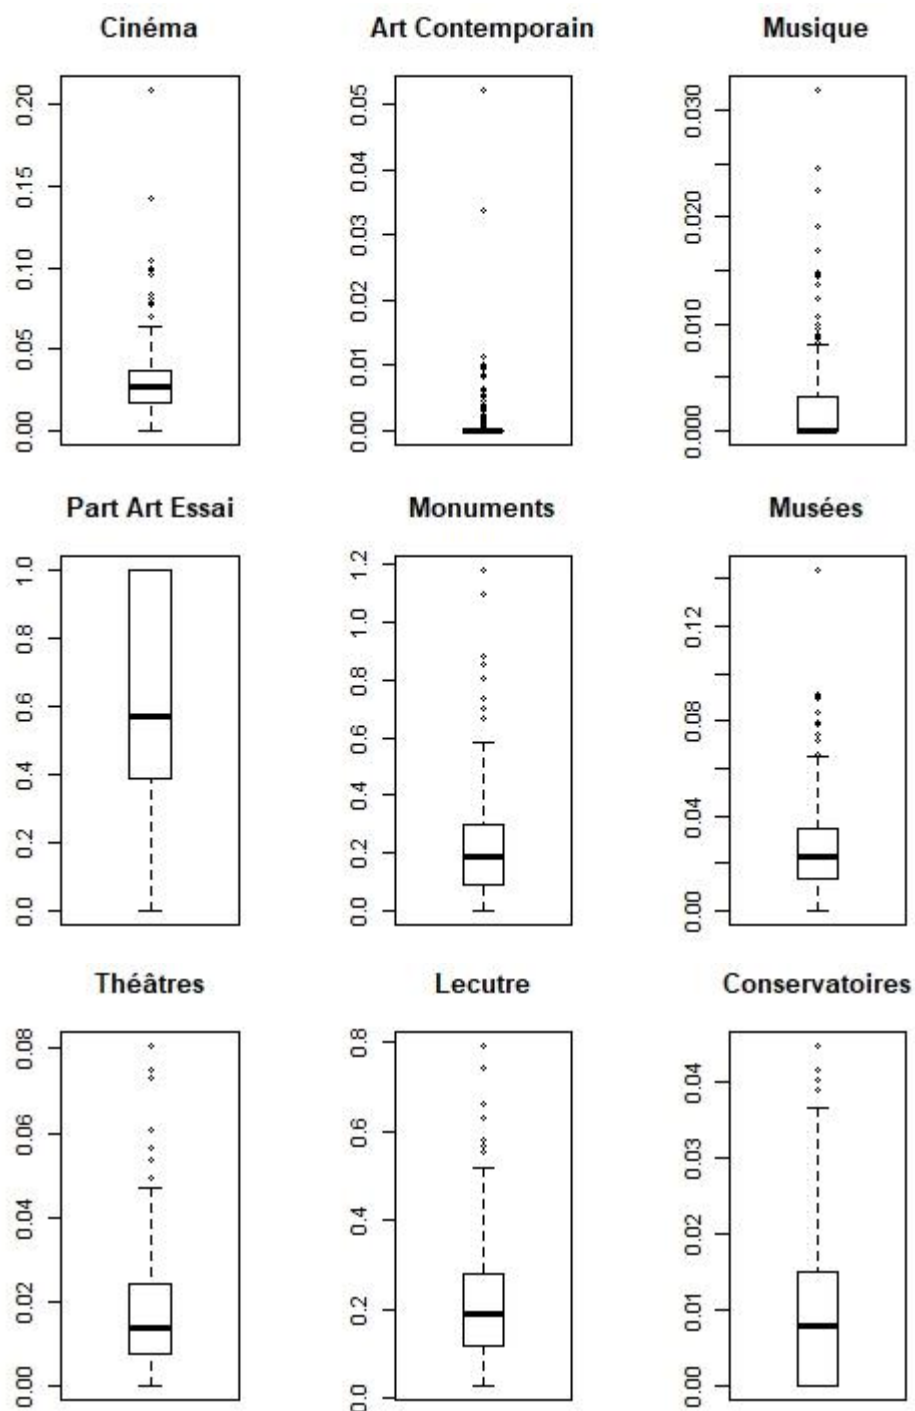 Cinéma
0.00 0.05 0.10 0.15 0.20
Art Contemporain
0.00 0.01 0.02 0.03 0.04 0.05
Musique
0.000 0.010 0.020 0.030
Part Art Essai
0.0 0.2 0.4 0.6 0.8 1.0
Monuments
0.0 0.2 0.4 0.6 0.8 1.0 1.2
Musées
0.00 0.04 0.08 0.12
Théâtres
0.00 0.02 0.04 0.06 0.08
Lecutre
0.0 0.2 0.4 0.6 0.8
Conservatoires
0.00 0.01 0.02 0.03 0.04